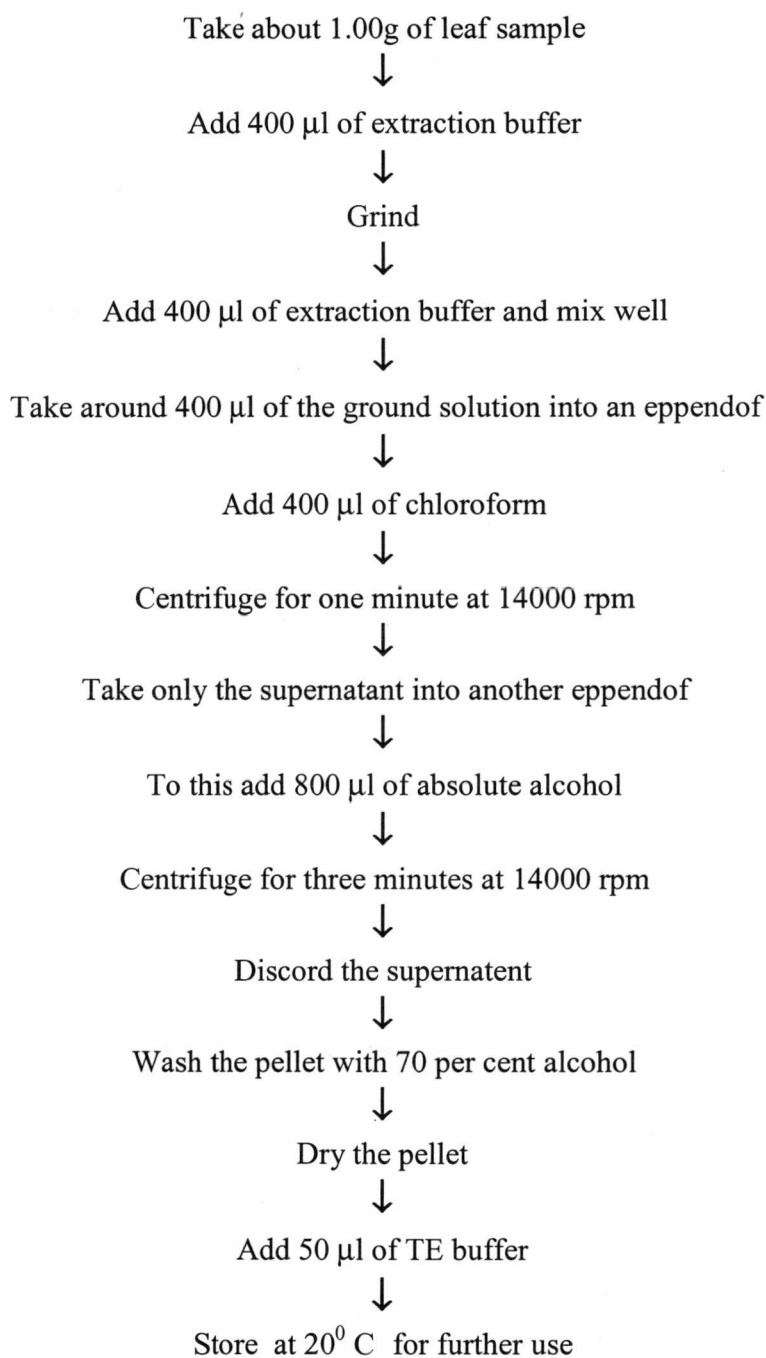 Take about 1.00g of leaf sample
↓
Add 400 µl of extraction buffer
↓
Grind
↓
Add 400 µl of extraction buffer and mix well
↓
Take around 400 µl of the ground solution into an eppendof
↓
Add 400 µl of chloroform
↓
Centrifuge for one minute at 14000 rpm
↓
Take only the supernatant into another eppendof
↓
To this add 800 µl of absolute alcohol
↓
Centrifuge for three minutes at 14000 rpm
↓
Discord the supernatent
↓
Wash the pellet with 70 per cent alcohol
↓
Dry the pellet
↓
Add 50 µl of TE buffer
↓
Store at 20⁰ C for further use